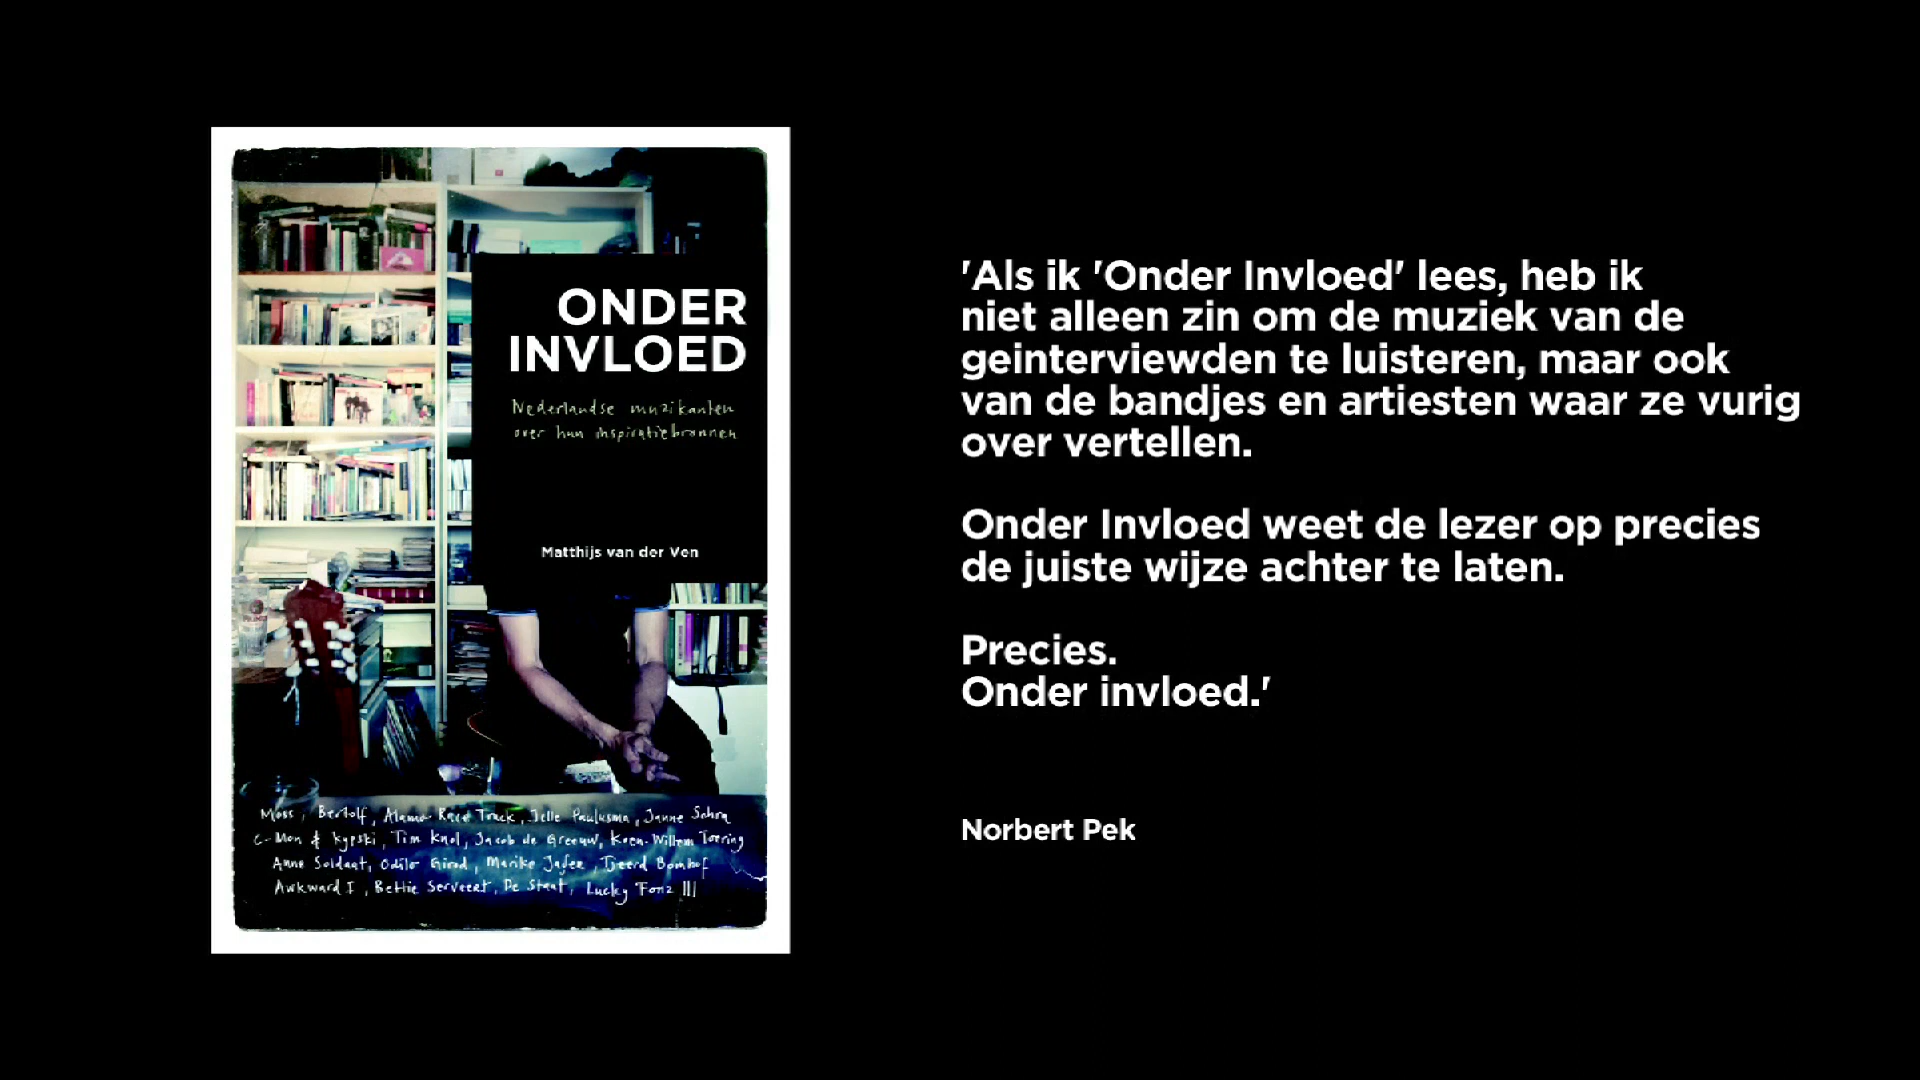 ONDER
INVLOED
Nederlandse muzikanten
over hun inspiratiebronnen
Matthijs van der Ven
Moss, Bertolf, Alamo Race Track, Jelle Paulusma, Janne Schra
C-Mon & Kypski, Tim Knol, Jacob de Greeuw, Koen-Willem Toering
Anne Soldaat, Odilo Girod, Marike Jager, Tjeerd Bomhof
Awkward I, Bettie Serveert, De Staat, Lucky Fonz III
'Als ik 'Onder Invloed' lees, heb ik
niet alleen zin om de muziek van de
geinterviewden te luisteren, maar ook
van de bandjes en artiesten waar ze vurig
over vertellen.
Onder Invloed weet de lezer op precies
de juiste wijze achter te laten.
Precies.
Onder invloed.'
Norbert Pek